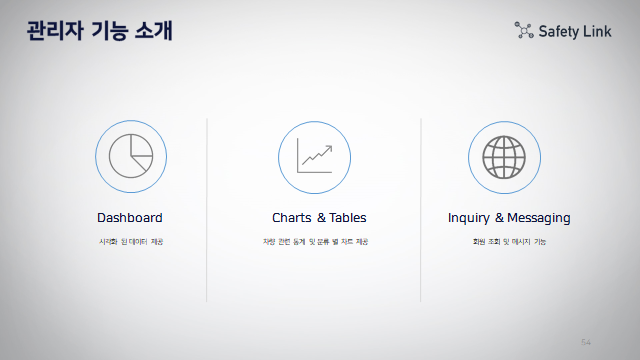 관리자 기능 소개
Safety Link
Dashboard
시각화 된 데이터 제공
Charts & Tables
차량 관련 통계 및 분류 별 차트 제공
Inquiry & Messaging
회원 조회 및 메시지 기능
54